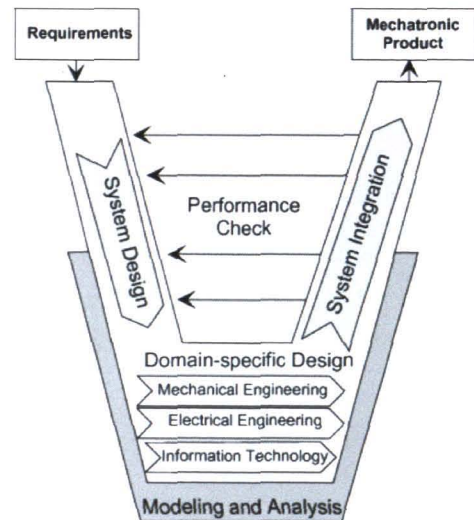 Requirements
Mechatronic
Product
System Design
Performance
Check
System Integration
Domain-specific Design
Mechanical Engineering
Electrical Engineering
Information Technology
Modeling and Analysis